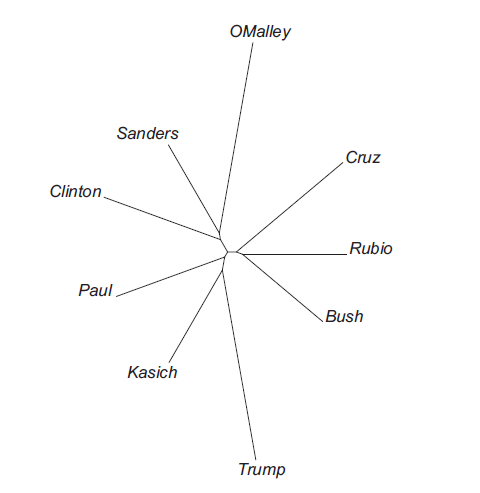 OMalley
Sanders
Cruz
Clinton
Rubio
Paul
Bush
Kasich
Trump